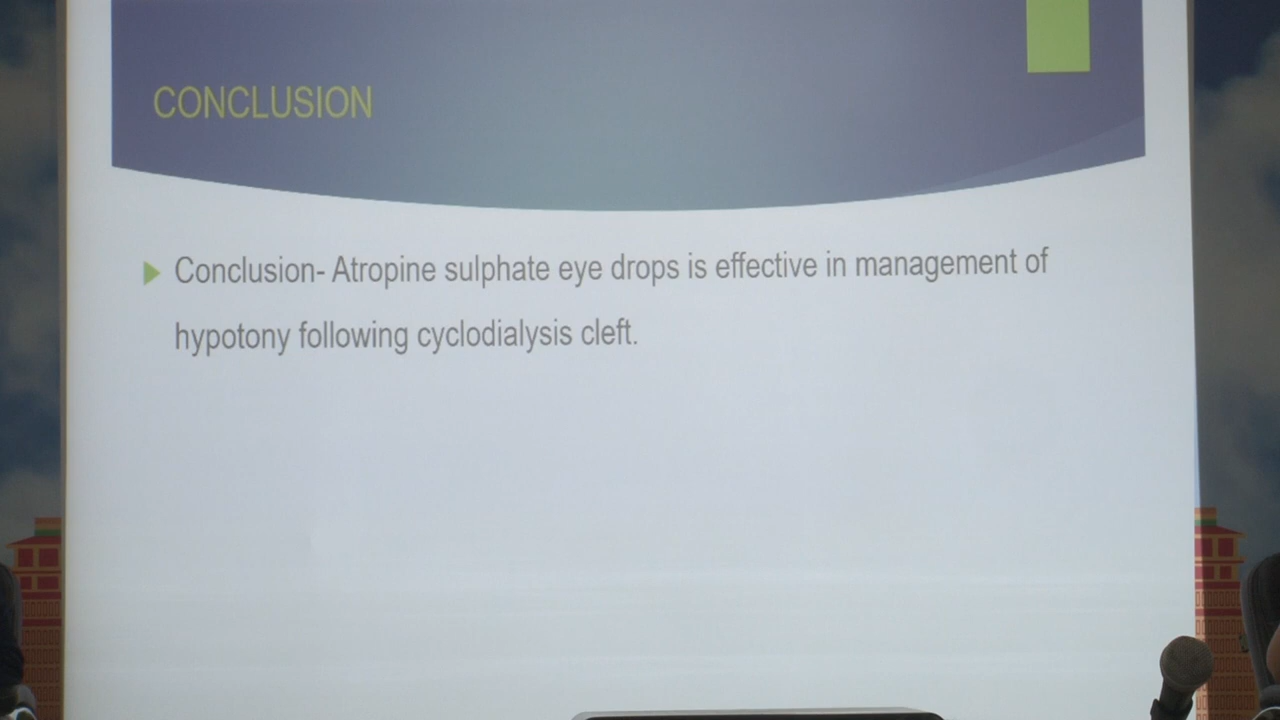 CONCLUSION
Conclusion- Atropine sulphate eye drops is effective in management of
hypotony following cyclodialysis cleft.